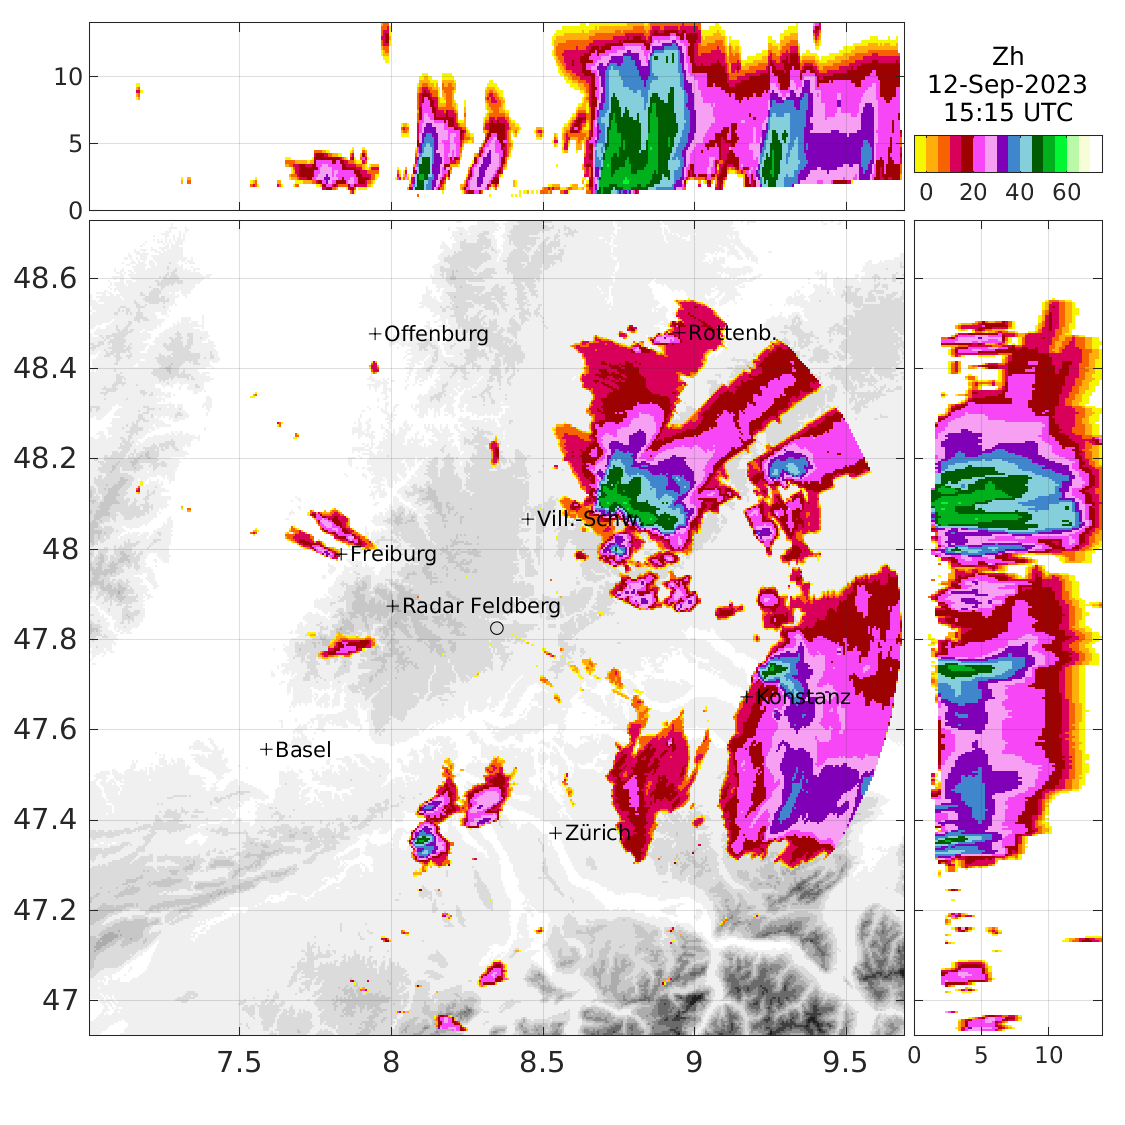 10
5
0
Zh
12-Sep-2023
15:15 UTC
0 20 40 60
48.6
48.4
48.2
48
47.8
47.6
47.4
47.2
47
+Offenburg
+Rottenb.
+Vill.-Schw.
+Freiburg
+Radar Feldberg
+Konstanz
+Basel
+Zürich
7.5 8 8.5 9 9.5
0 5 10